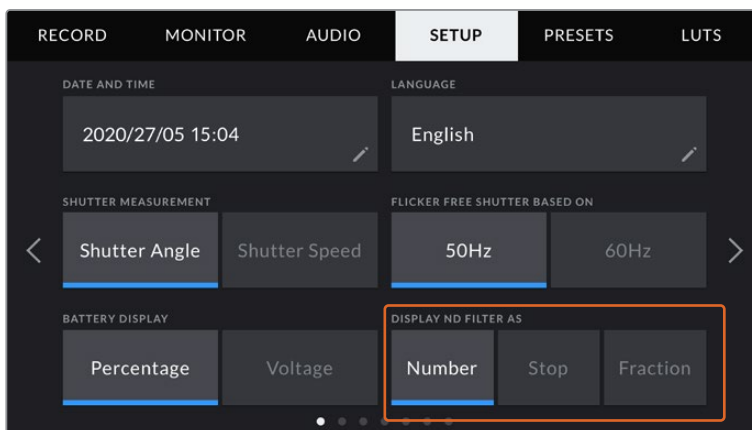 RECORD MONITOR AUDIO SETUP PRESETS LUTS
DATE AND TIME LANGUAGE
2020/27/05 15:04 English
SHUTTER MEASUREMENT FLICKER FREE SHUTTER BASED ON
Shutter Angle Shutter Speed 50Hz 60Hz
BATTERY DISPLAY DISPLAY ND FILTER AS
Percentage Voltage Number Stop Fraction